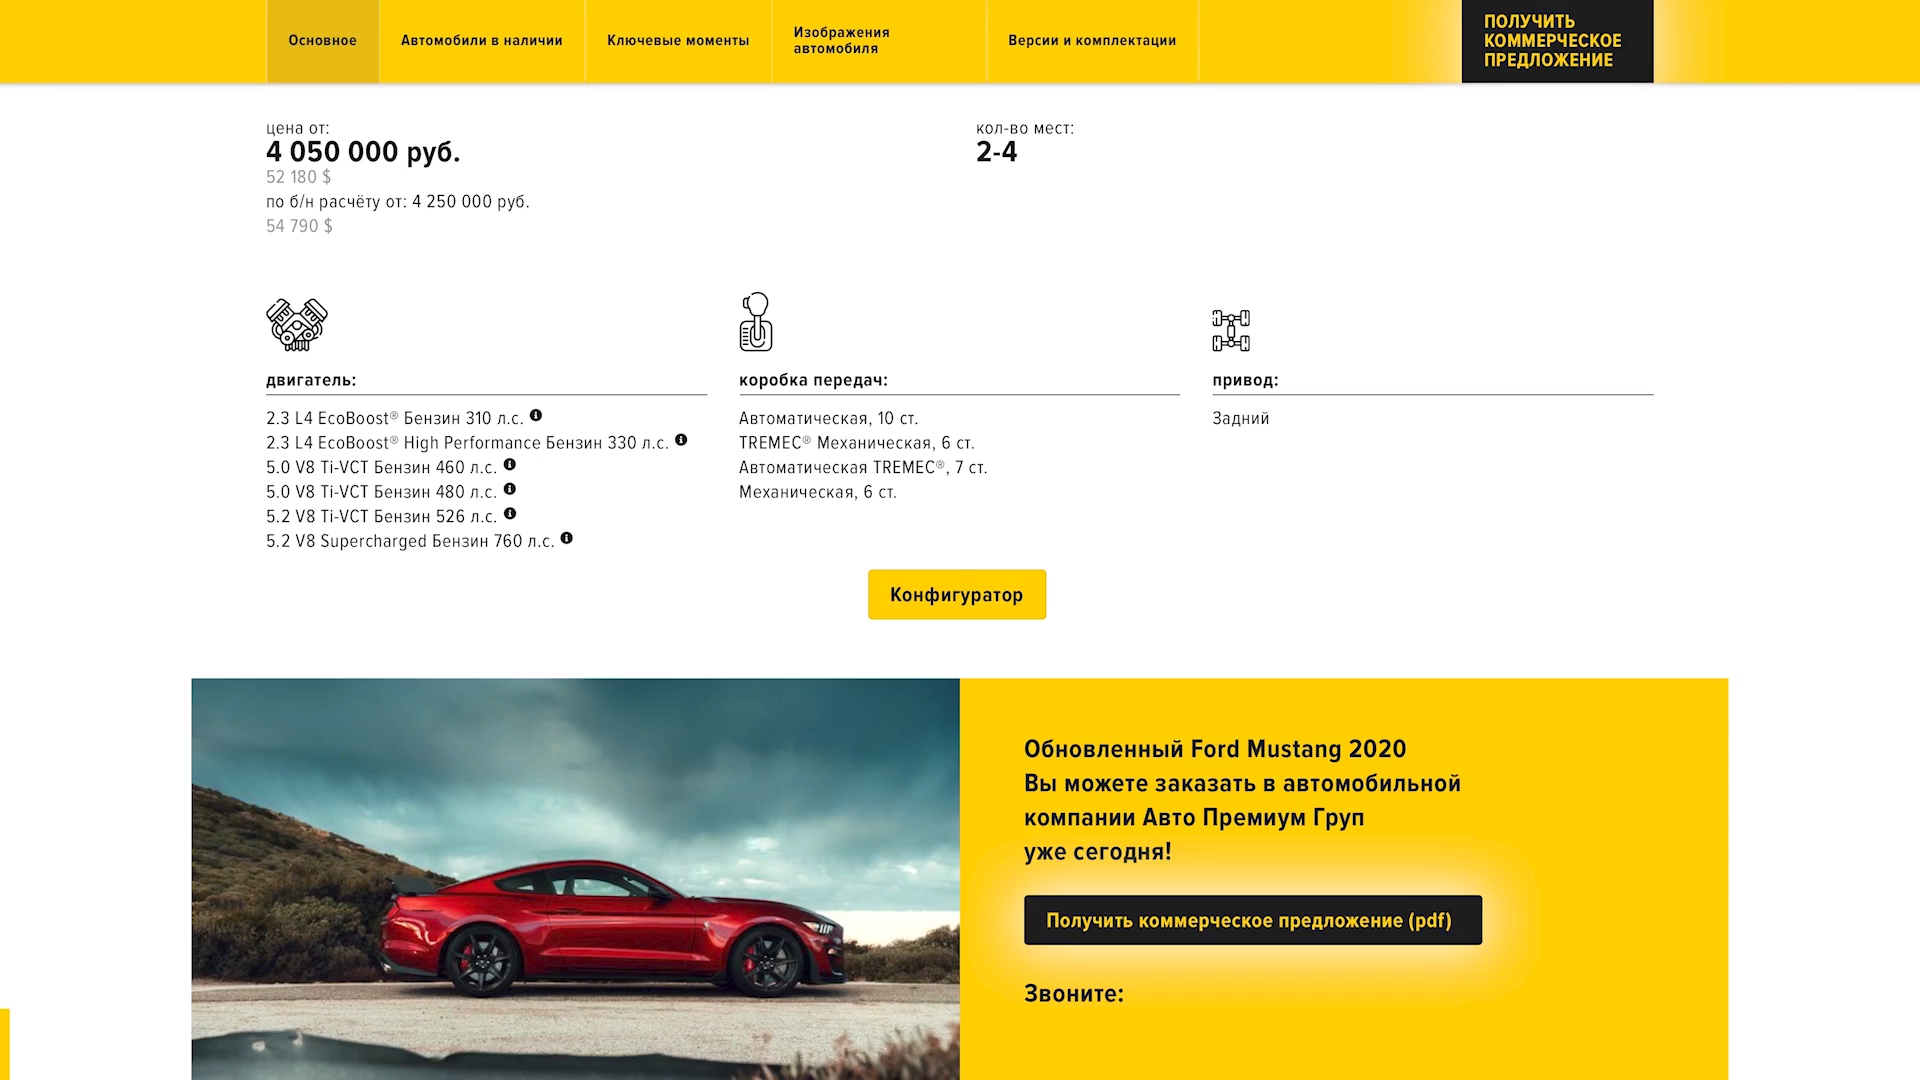 Основное
Автомобили в наличии
Ключевые моменты
Изображения
автомобиля
Версии и комплектации
ПОЛУЧИТЬ
КОММЕРЧЕСКОЕ
ПРЕДЛОЖЕНИЕ
цена от:
4 050 000 руб.
52 180 $
по б/н расчёту от: 4 250 000 руб.
54 790 $
кол-во мест:
2-4
двигатель:
2.3 L4 EcoBoost® Бензин 310 л.с.
2.3 L4 EcoBoost® High Performance Бензин 330 л.с.
5.0 V8 Ti-VCT Бензин 460 л.с.
5.0 V8 Ti-VCT Бензин 480 л.с.
5.2 V8 Ti-VCT Бензин 526 л.с.
5.2 V8 Supercharged Бензин 760 л.с.
коробка передач:
Автоматическая, 10 ст.
TREMEC® Механическая, 6 ст.
Автоматическая TREMEC®, 7 ст.
Механическая, 6 ст.
привод:
Задний
Конфигуратор
Обновленный Ford Mustang 2020
Вы можете заказать в автомобильной
компании Авто Премиум Груп
уже сегодня!
Получить коммерческое предложение (pdf)
Звоните: